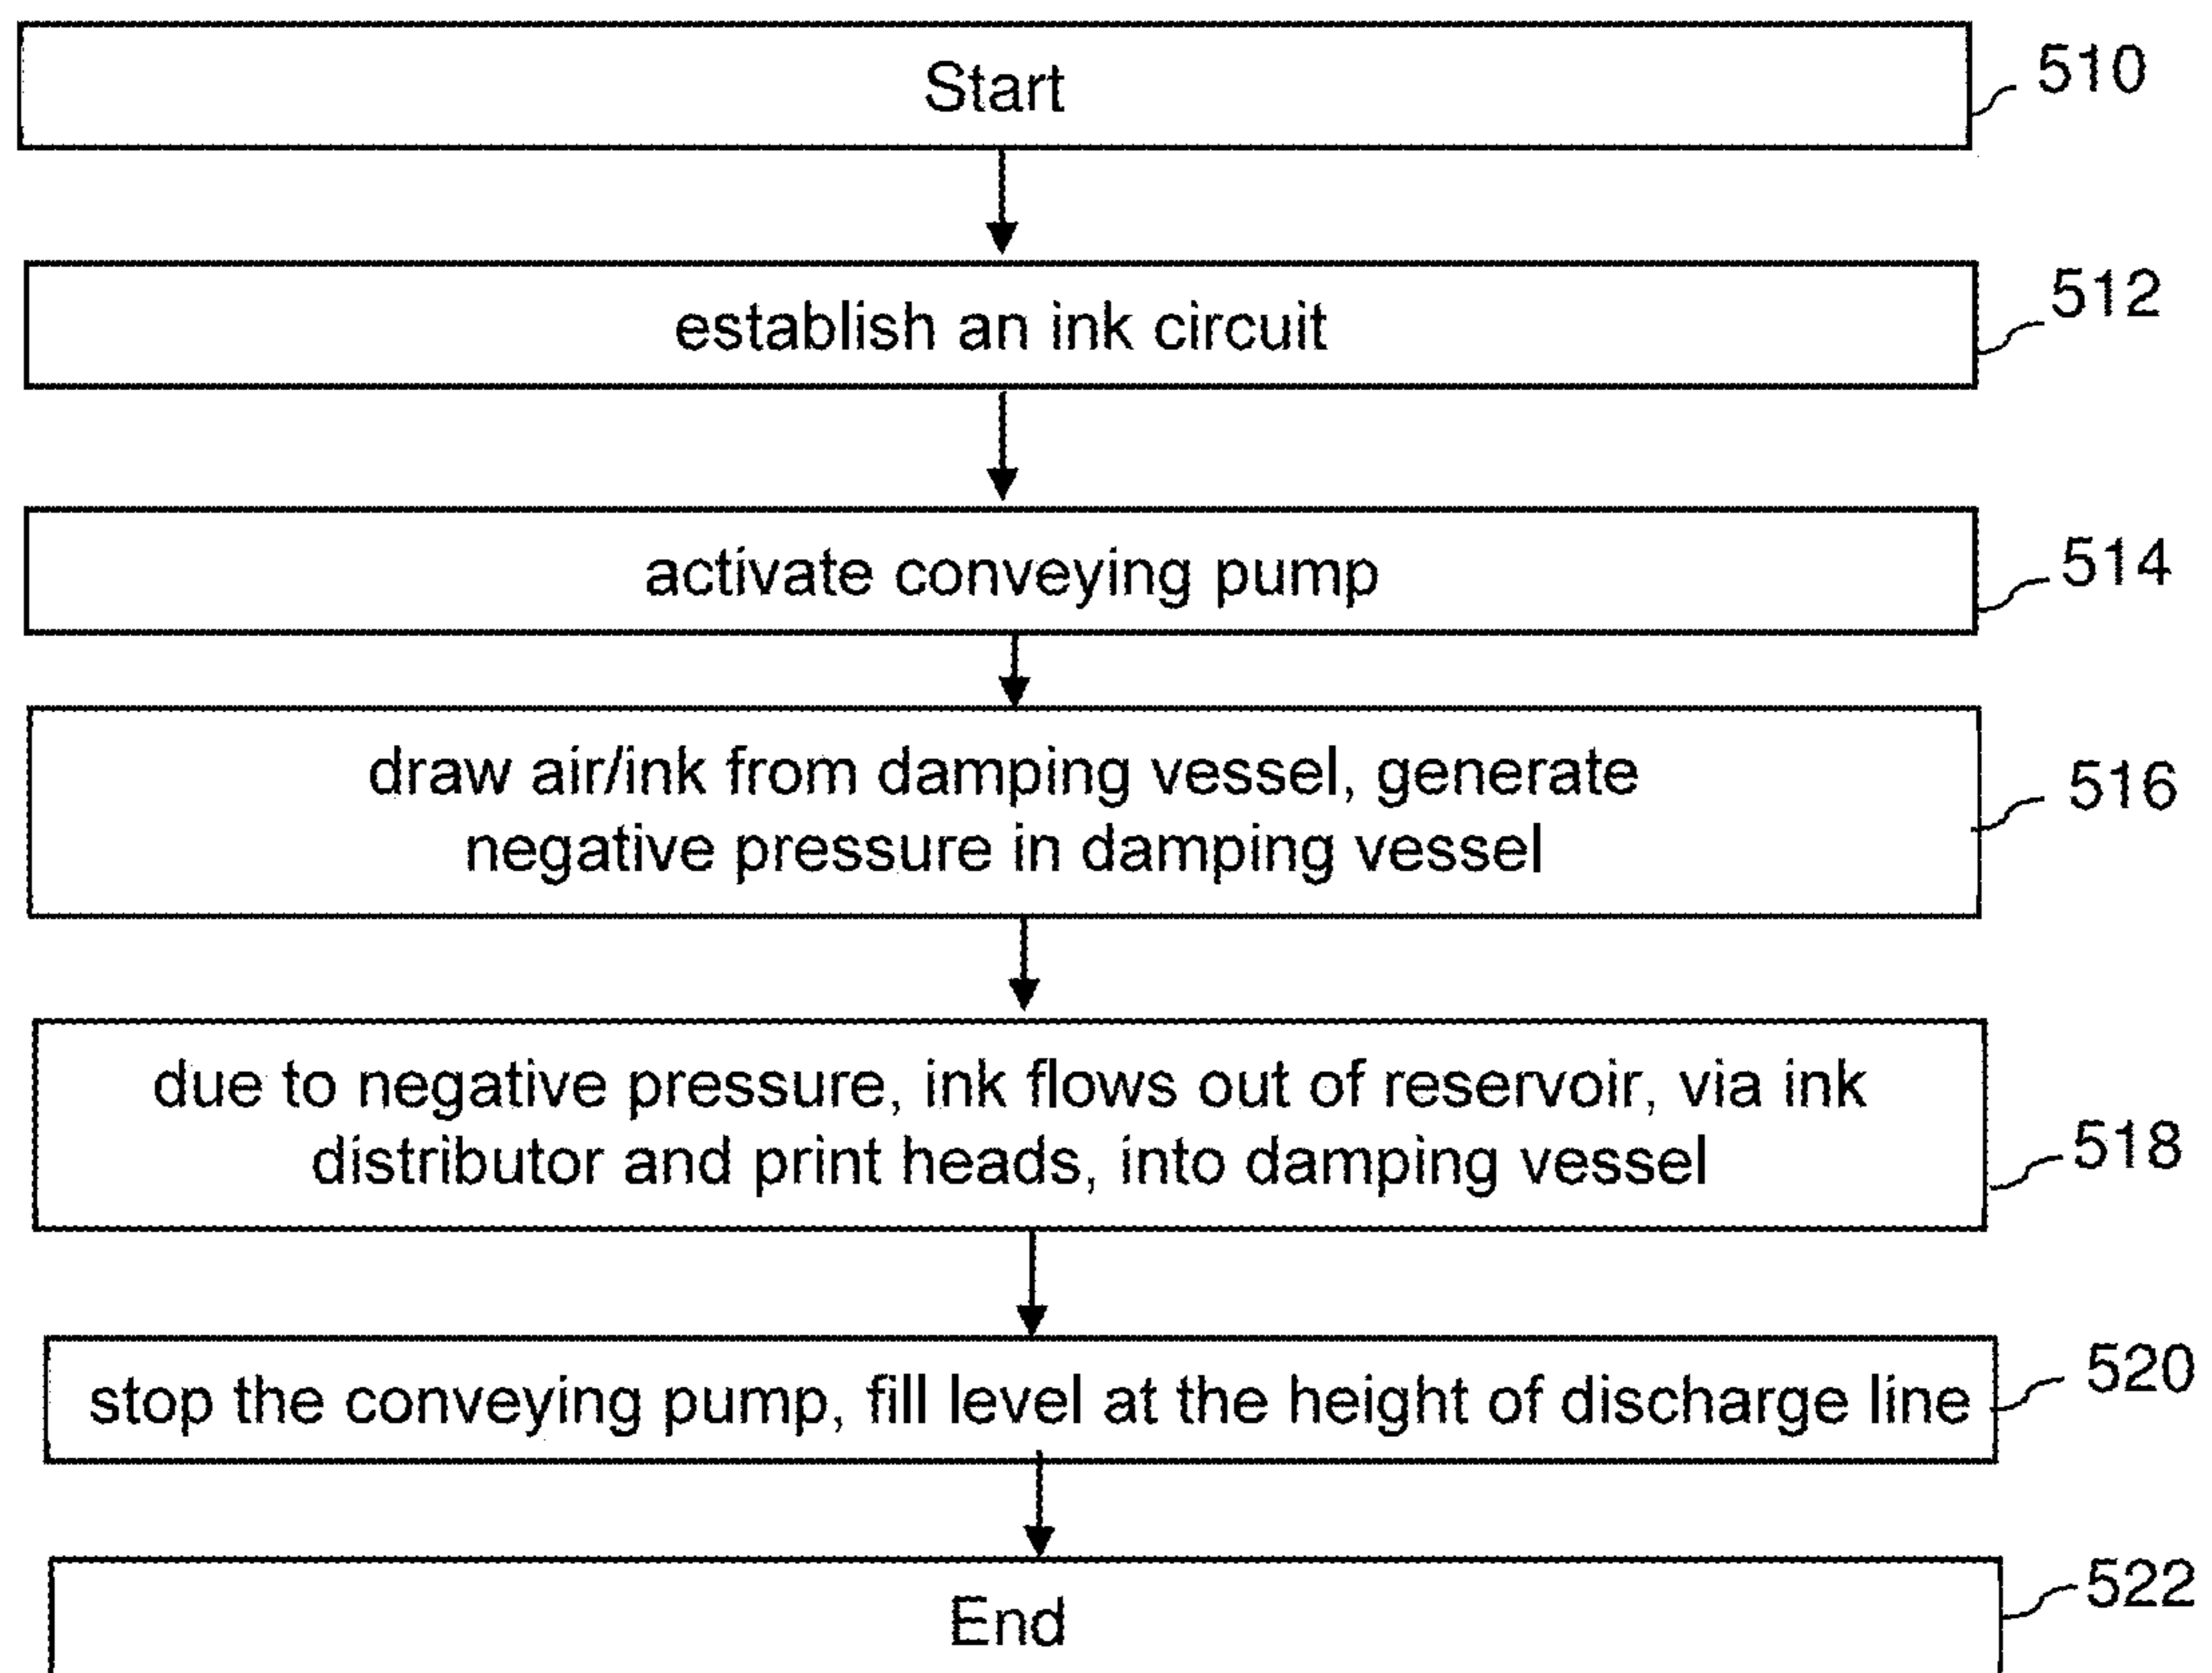 Start
510
establish an ink circuit
512
activate conveying pump
514
draw air/ink from damping vessel, generate
negative pressure in damping vessel
516
due to negative pressure, ink flows out of reservoir, via ink
distributor and print heads, into damping vessel
518
stop the conveying pump, fill level at the height of discharge line
520
End
522